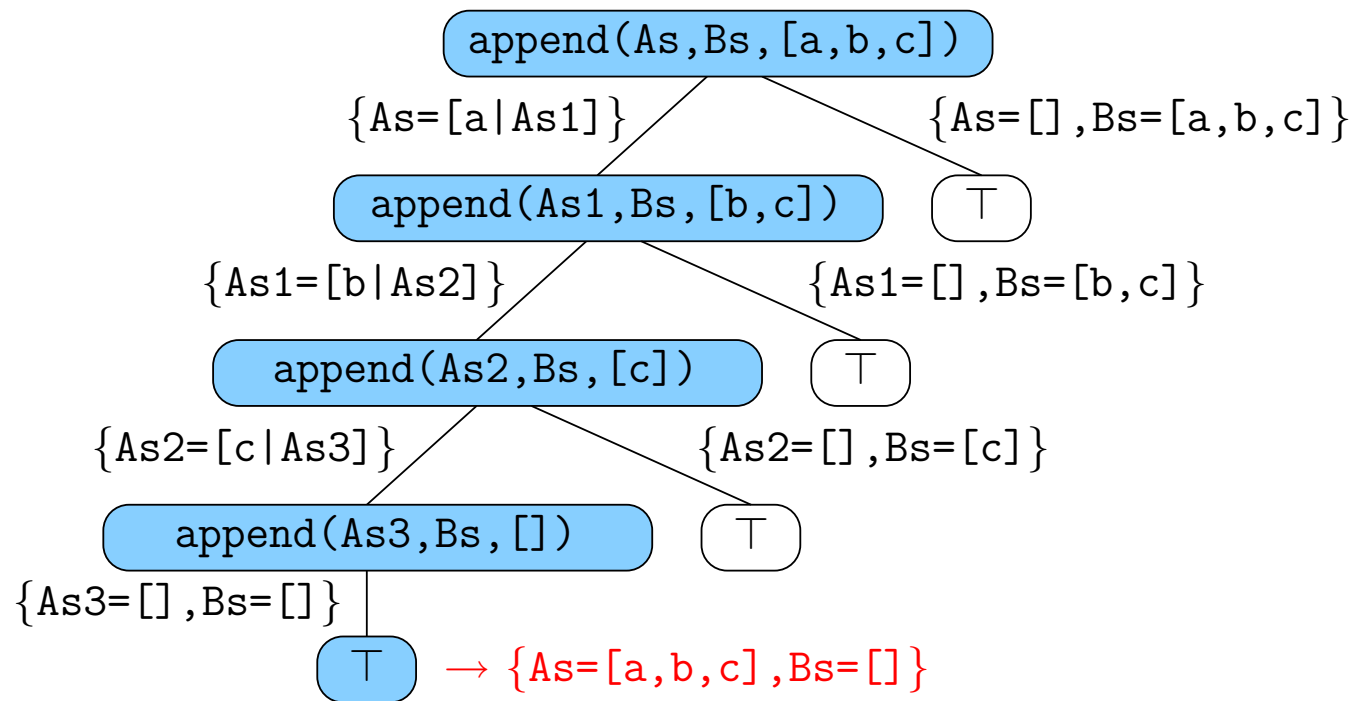 append(As,Bs,[a,b,c])
{As=[a|As1]} {As=[],Bs=[a,b,c]}
append(As1,Bs,[b,c]) ⊤
{As1=[b|As2]} {As1=[],Bs=[b,c]}
append(As2,Bs,[c]) ⊤
{As2=[c|As3]} {As2=[],Bs=[c]}
append(As3,Bs,[]) ⊤
{As3=[],Bs=[]}
⊤ → {As=[a,b,c],Bs=[]}